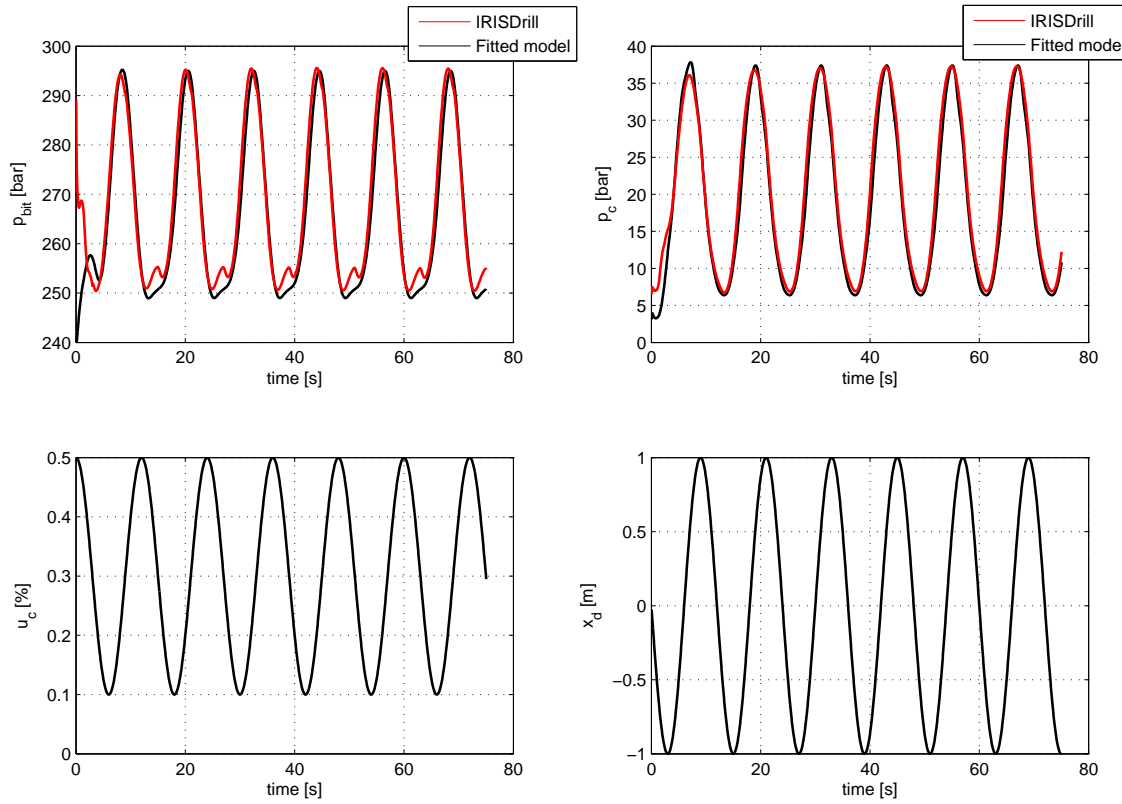 IRISDrill
Fitted model
300
290
280
270
260
250
240
p_bit [bar]
0 20 40 60 80
time [s]
IRISDrill
Fitted model
40
35
30
25
20
15
10
5
0
p_c [bar]
0 20 40 60 80
time [s]
0.5
0.4
0.3
0.2
0.1
0
u_c [%]
0 20 40 60 80
time [s]
1
0.5
0
−0.5
−1
x_d [m]
0 20 40 60 80
time [s]